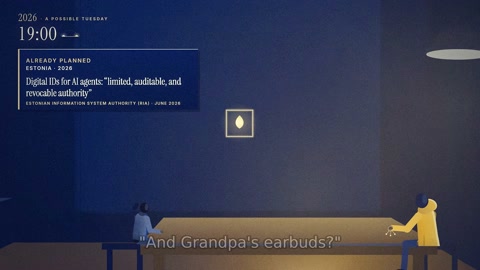 2026 · A POSSIBLE TUESDAY
19:00
ALREADY PLANNED
ESTONIA · 2026
Digital IDs for AI agents: "limited, auditable, and
revocable authority"
ESTONIAN INFORMATION SYSTEM AUTHORITY (RIA) · JUNE 2026
"And Grandpa's earbuds?"